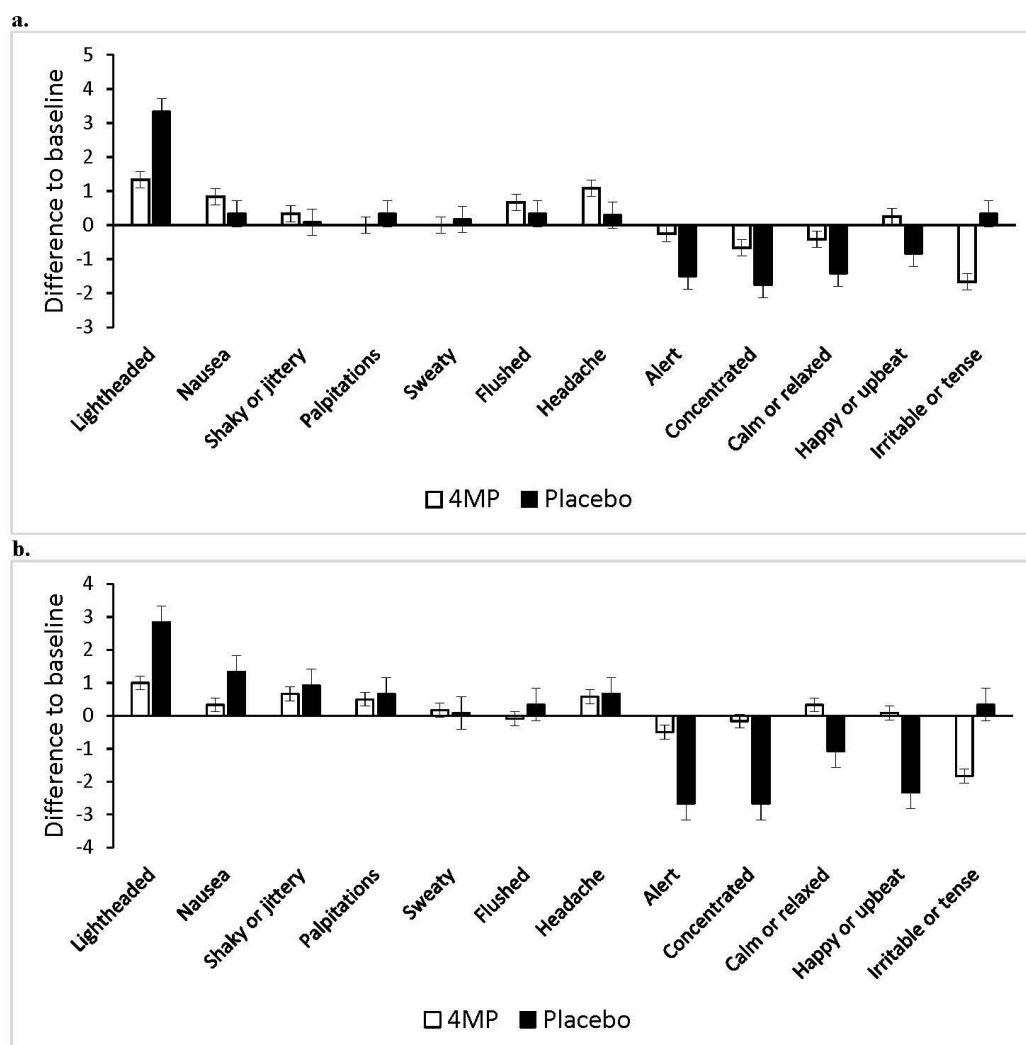 a.
Difference to baseline
5
4
3
2
1
0
-1
-2
-3
Lightheaded
Nausea
Shaky or jittery
Palpitations
Sweaty
Flushed
Headache
Alert
Concentrated
Calm or relaxed
Happy or upbeat
Irritable or tense
4MP Placebo
b.
Difference to baseline
4
3
2
1
0
-1
-2
-3
-4
Lightheaded
Nausea
Shaky or jittery
Palpitations
Sweaty
Flushed
Headache
Alert
Concentrated
Calm or relaxed
Happy or upbeat
Irritable or tense
4MP Placebo